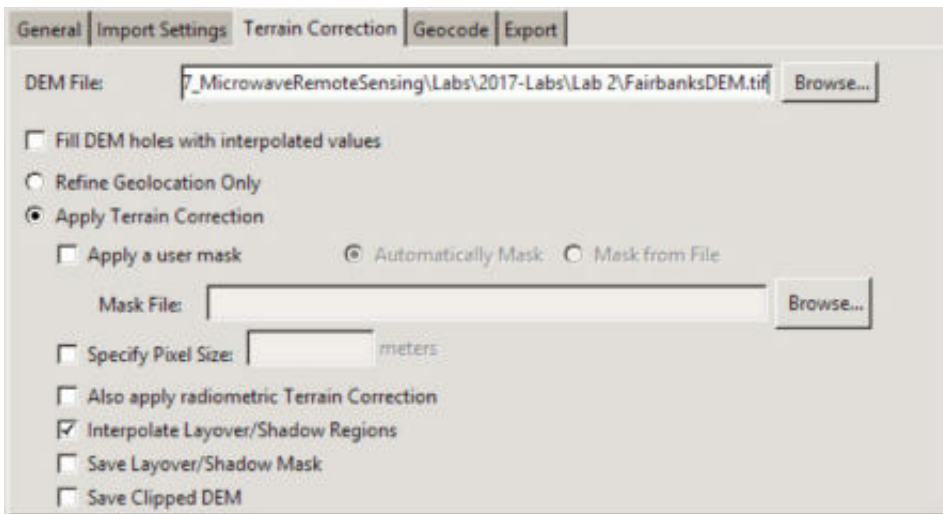 General Import Settings Terrain Correction Geocode Export
DEM File: 7_MicrowaveRemoteSensing\Labs\2017-Labs\Lab 2\FairbanksDEM.tif Browse...
Fill DEM holes with interpolated values
Refine Geolocation Only
Apply Terrain Correction
Apply a user mask Automatically Mask Mask from File
Mask File: Browse...
Specify Pixel Size: meters
Also apply radiometric Terrain Correction
Interpolate Layover/Shadow Regions
Save Layover/Shadow Mask
Save Clipped DEM